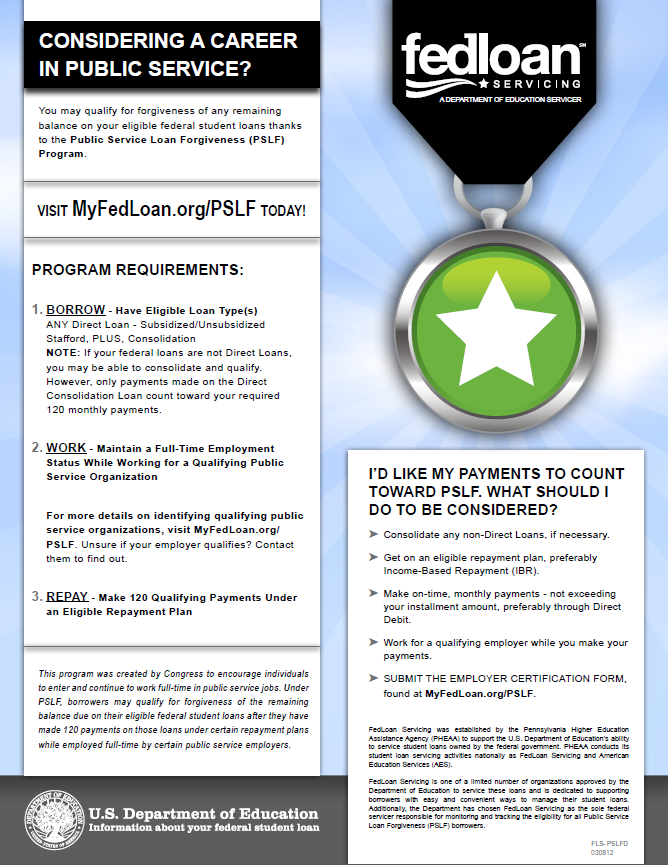 CONSIDERING A CAREER
IN PUBLIC SERVICE?
You may qualify for forgiveness of any remaining
balance on your eligible federal student loans thanks
to the Public Service Loan Forgiveness (PSLF)
Program.
VISIT MyFedLoan.org/PSLF TODAY!
PROGRAM REQUIREMENTS:
1. BORROW - Have Eligible Loan Type(s)
ANY Direct Loan - Subsidized/Unsubsidized
Stafford, PLUS, Consolidation
NOTE: If your federal loans are not Direct Loans,
you may be able to consolidate and qualify.
However, only payments made on the Direct
Consolidation Loan count toward your required
120 monthly payments.
2. WORK - Maintain a Full-Time Employment
Status While Working for a Qualifying Public
Service Organization
For more details on identifying qualifying public
service organizations, visit MyFedLoan.org/
PSLF. Unsure if your employer qualifies? Contact
them to find out.
3. REPAY - Make 120 Qualifying Payments Under
an Eligible Repayment Plan
This program was created by Congress to encourage individuals
to enter and continue to work full-time in public service jobs. Under
PSLF, borrowers may qualify for forgiveness of the remaining
balance due on their eligible federal student loans after they have
made 120 payments on those loans under certain repayment plans
while employed full-time by certain public service employers.
DEPARTMENT OF EDUCATION
UNITED STATES OF AMERICA
U.S. Department of Education
Information about your federal student loan
fedloan SM
SERVICING
A DEPARTMENT OF EDUCATION SERVICER
I'D LIKE MY PAYMENTS TO COUNT
TOWARD PSLF. WHAT SHOULD I
DO TO BE CONSIDERED?
➤ Consolidate any non-Direct Loans, if necessary.
➤ Get on an eligible repayment plan, preferably
Income-Based Repayment (IBR).
➤ Make on-time, monthly payments - not exceeding
your installment amount, preferably through Direct
Debit.
➤ Work for a qualifying employer while you make your
payments.
➤ SUBMIT THE EMPLOYER CERTIFICATION FORM,
found at MyFedLoan.org/PSLF.
FedLoan Servicing was established by the Pennsylvania Higher Education
Assistance Agency (PHEAA) to support the U.S. Department of Education's ability
to service student loans owned by the federal government. PHEAA conducts its
student loan servicing activities nationally as FedLoan Servicing and American
Education Services (AES).
FedLoan Servicing is one of a limited number of organizations approved by the
Department of Education to service these loans and is dedicated to supporting
borrowers with easy and convenient ways to manage their student loans.
Additionally, the Department has chosen FedLoan Servicing as the sole federal
servicer responsible for monitoring and tracking the eligibility for all Public Service
Loan Forgiveness (PSLF) borrowers.
FLS-PSLFD
030812